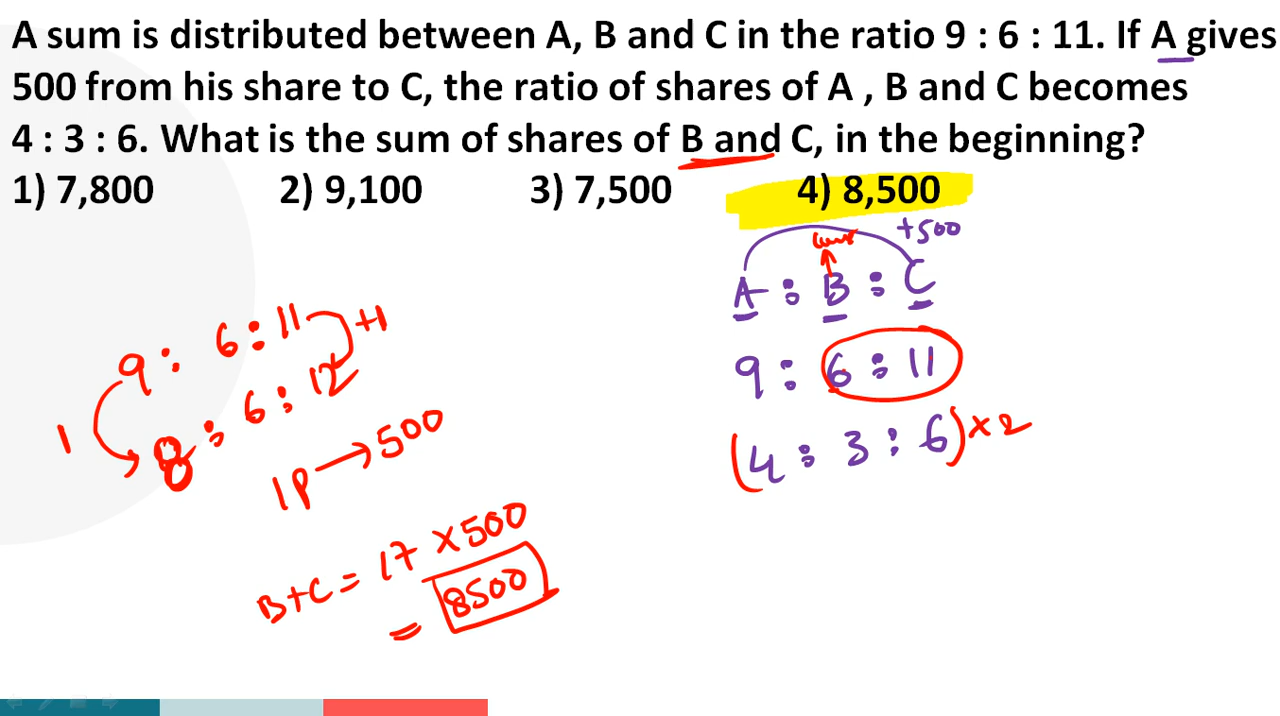 A sum is distributed between A, B and C in the ratio 9 : 6 : 11. If A gives
500 from his share to C, the ratio of shares of A , B and C becomes
4 : 3 : 6. What is the sum of shares of B and C, in the beginning?
1) 7,800 2) 9,100 3) 7,500 4) 8,500
+500
A : B : C
9 : 6 : 11
(4 : 3 : 6) × 2
9 : 6 : 11 +1
1 8 : 6 : 12
1P → 500
B+C = 17 × 500
= 8500